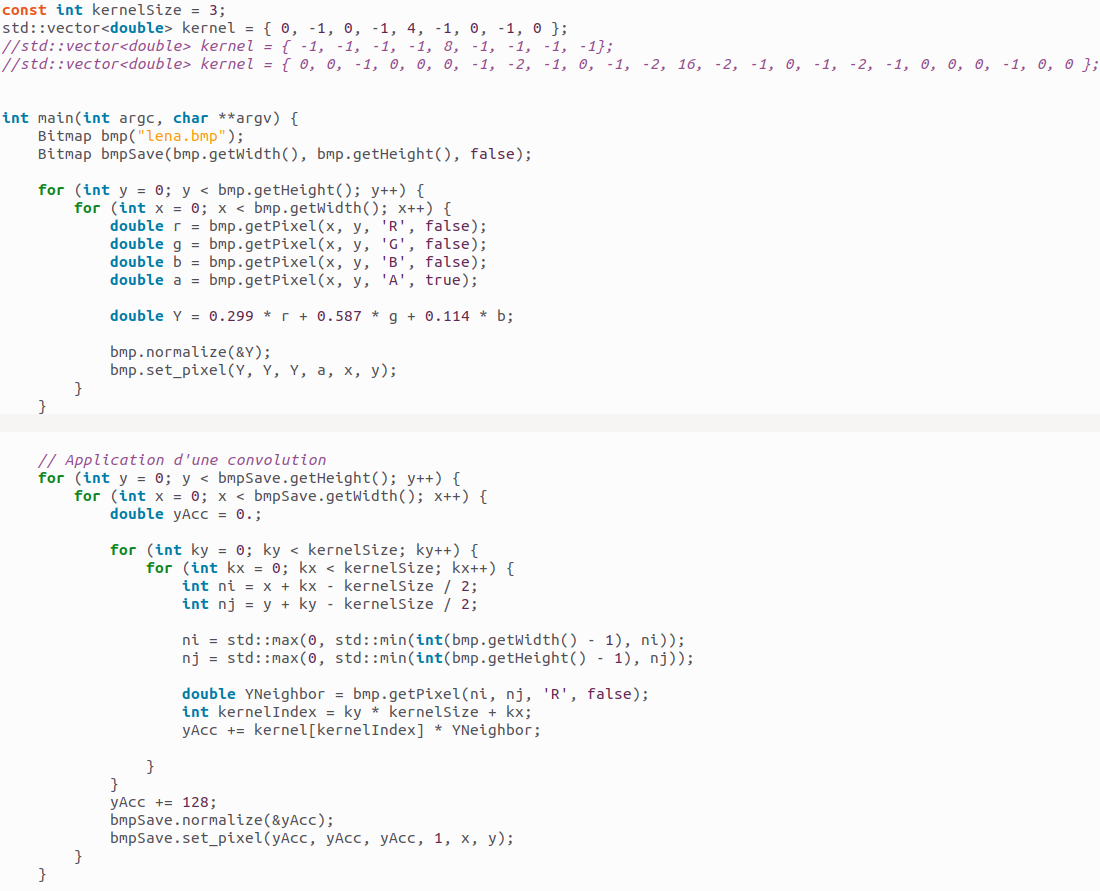 const int kernelSize = 3;
std::vector<double> kernel = { 0, -1, 0, -1, 4, -1, 0, -1, 0 };
//std::vector<double> kernel = { -1, -1, -1, -1, 8, -1, -1, -1, -1};
//std::vector<double> kernel = { 0, 0, -1, 0, 0, 0, -1, -2, -1, 0, -1, -2, 16, -2, -1, 0, -1, -2, -1, 0, 0, 0, -1, 0, 0 };
int main(int argc, char **argv) {
    Bitmap bmp("lena.bmp");
    Bitmap bmpSave(bmp.getWidth(), bmp.getHeight(), false);
    for (int y = 0; y < bmp.getHeight(); y++) {
        for (int x = 0; x < bmp.getWidth(); x++) {
            double r = bmp.getPixel(x, y, 'R', false);
            double g = bmp.getPixel(x, y, 'G', false);
            double b = bmp.getPixel(x, y, 'B', false);
            double a = bmp.getPixel(x, y, 'A', true);
            double Y = 0.299 * r + 0.587 * g + 0.114 * b;
            bmp.normalize(&Y);
            bmp.set_pixel(Y, Y, Y, a, x, y);
        }
    }
    // Application d'une convolution
    for (int y = 0; y < bmpSave.getHeight(); y++) {
        for (int x = 0; x < bmpSave.getWidth(); x++) {
            double yAcc = 0.;
            for (int ky = 0; ky < kernelSize; ky++) {
                for (int kx = 0; kx < kernelSize; kx++) {
                    int ni = x + kx - kernelSize / 2;
                    int nj = y + ky - kernelSize / 2;
                    ni = std::max(0, std::min(int(bmp.getWidth() - 1), ni));
                    nj = std::max(0, std::min(int(bmp.getHeight() - 1), nj));
                    double YNeighbor = bmp.getPixel(ni, nj, 'R', false);
                    int kernelIndex = ky * kernelSize + kx;
                    yAcc += kernel[kernelIndex] * YNeighbor;
                }
            }
            yAcc += 128;
            bmpSave.normalize(&yAcc);
            bmpSave.set_pixel(yAcc, yAcc, yAcc, 1, x, y);
        }
    }